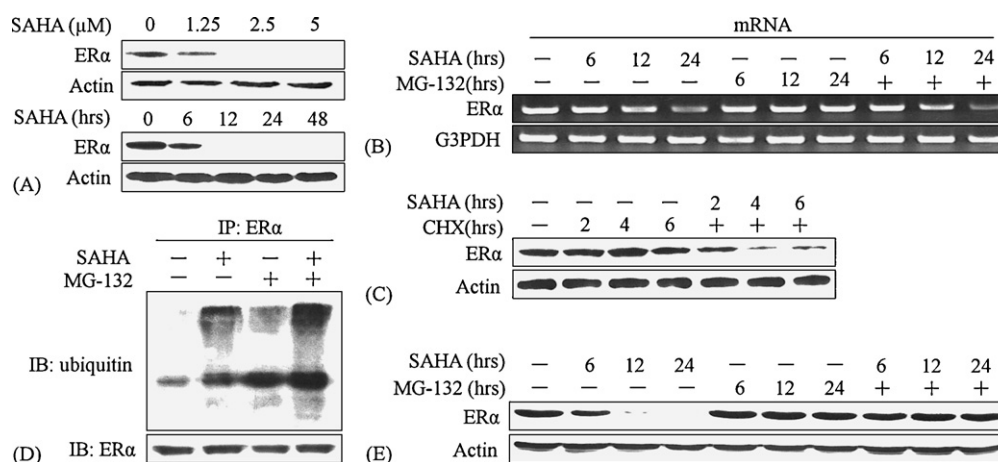 SAHA (μM) 0 1.25 2.5 5
ERα
Actin
SAHA (hrs) 0 6 12 24 48
ERα
(A) Actin
mRNA
SAHA (hrs) − 6 12 24 − − − 6 12 24
MG-132(hrs) − − − − 6 12 24 + + +
ERα
(B) G3PDH
SAHA (hrs) − − − − 2 4 6
CHX(hrs) − 2 4 6 + + +
ERα
(C) Actin
IP: ERα
SAHA − + − +
MG-132 − − + +
IB: ubiquitin
(D) IB: ERα
SAHA (hrs) − 6 12 24 − − − 6 12 24
MG-132 (hrs) − − − − 6 12 24 + + +
ERα
(E) Actin